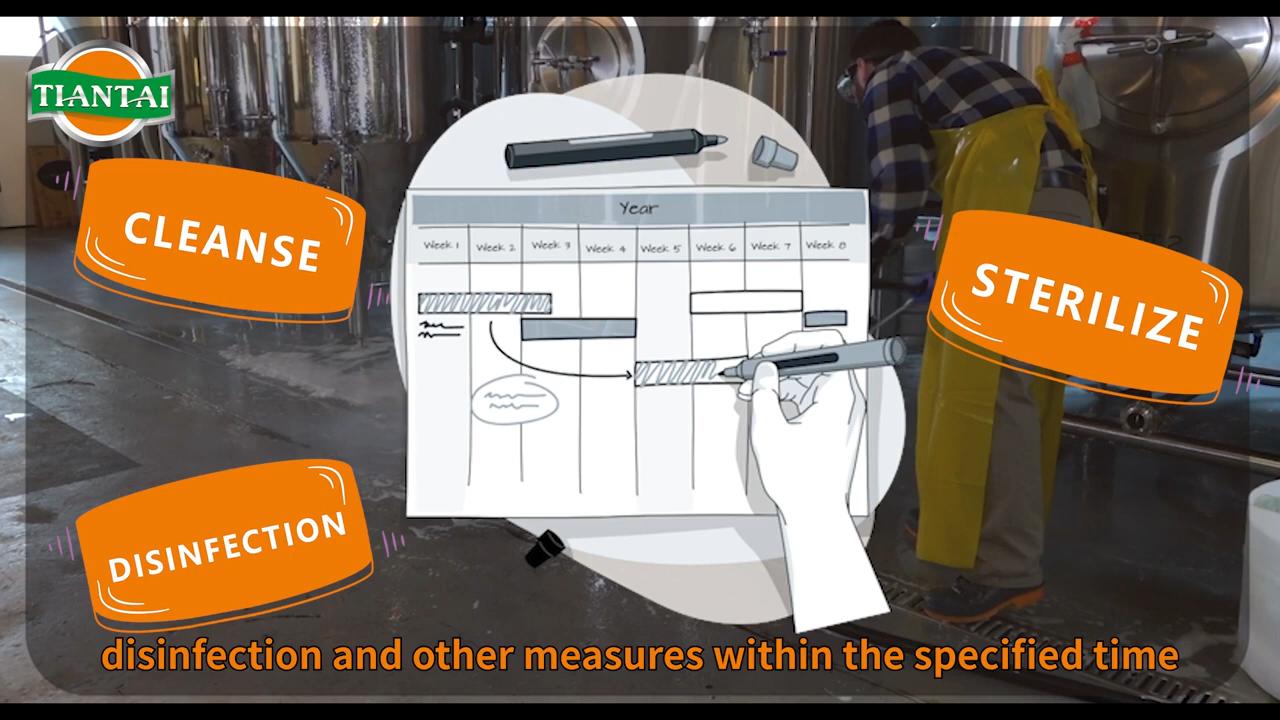 TIANTAI
CLEANSE
Year
Week 1 Week 2 Week 3 Week 4 Week 5 Week 6 Week 7 Week 8
STERILIZE
DISINFECTION
disinfection and other measures within the specified time